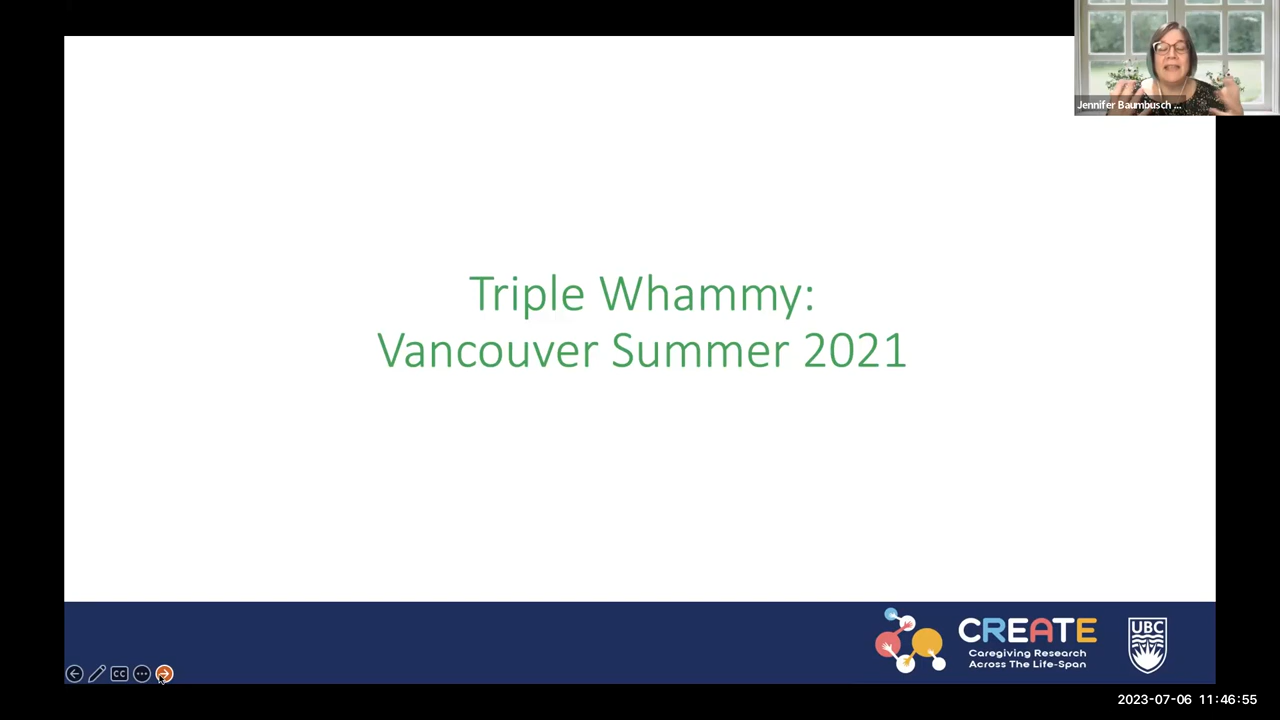 Jennifer Baumbusch ...
Triple Whammy:
Vancouver Summer 2021
CREATE
Caregiving Research
Across The Life-Span
UBC
CC
2023-07-06 11:46:55